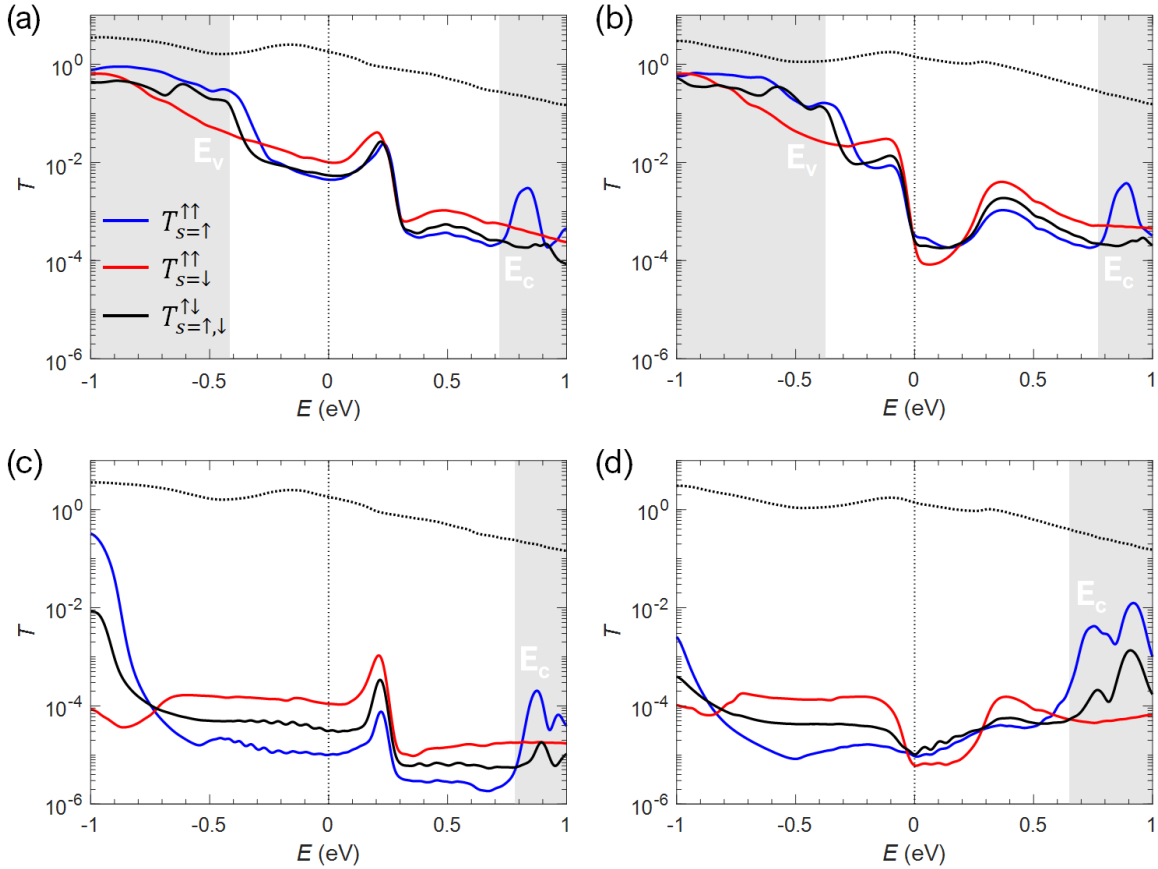 (a)
(b)
T
10^0
10^-2
10^-4
10^-6
E_v
E_c
T_{s=↑}^{↑↑}
T_{s=↓}^{↑↑}
T_{s=↑,↓}^{↑↓}
-1
-0.5
0
0.5
1
E (eV)
T
10^0
10^-2
10^-4
10^-6
E_v
E_c
-1
-0.5
0
0.5
1
E (eV)
(c)
(d)
T
10^0
10^-2
10^-4
10^-6
E_c
-1
-0.5
0
0.5
1
E (eV)
T
10^0
10^-2
10^-4
10^-6
E_c
-1
-0.5
0
0.5
1
E (eV)